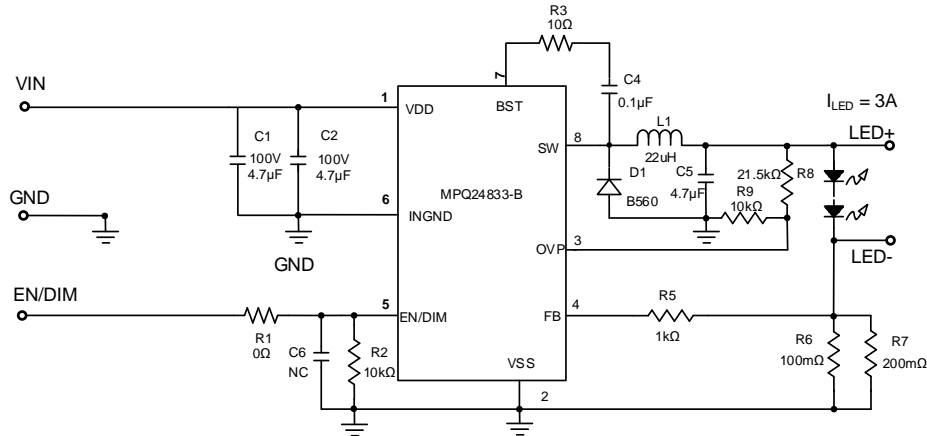 R3
10Ω
VIN
7
C4
0.1µF
1
VDD
BST
I LED = 3A
C1
100V
4.7µF
C2
100V
4.7µF
L1
22uH
LED+
8
SW
MPQ24833-B
D1
B560
C5
4.7µF
21.5kΩ
R8
R9
10kΩ
GND
6
INGND
GND
3
OVP
LED-
EN/DIM
5
EN/DIM
R1
0Ω
C6
NC
R2
10kΩ
4
FB
R5
1kΩ
R6
100mΩ
R7
200mΩ
VSS
2